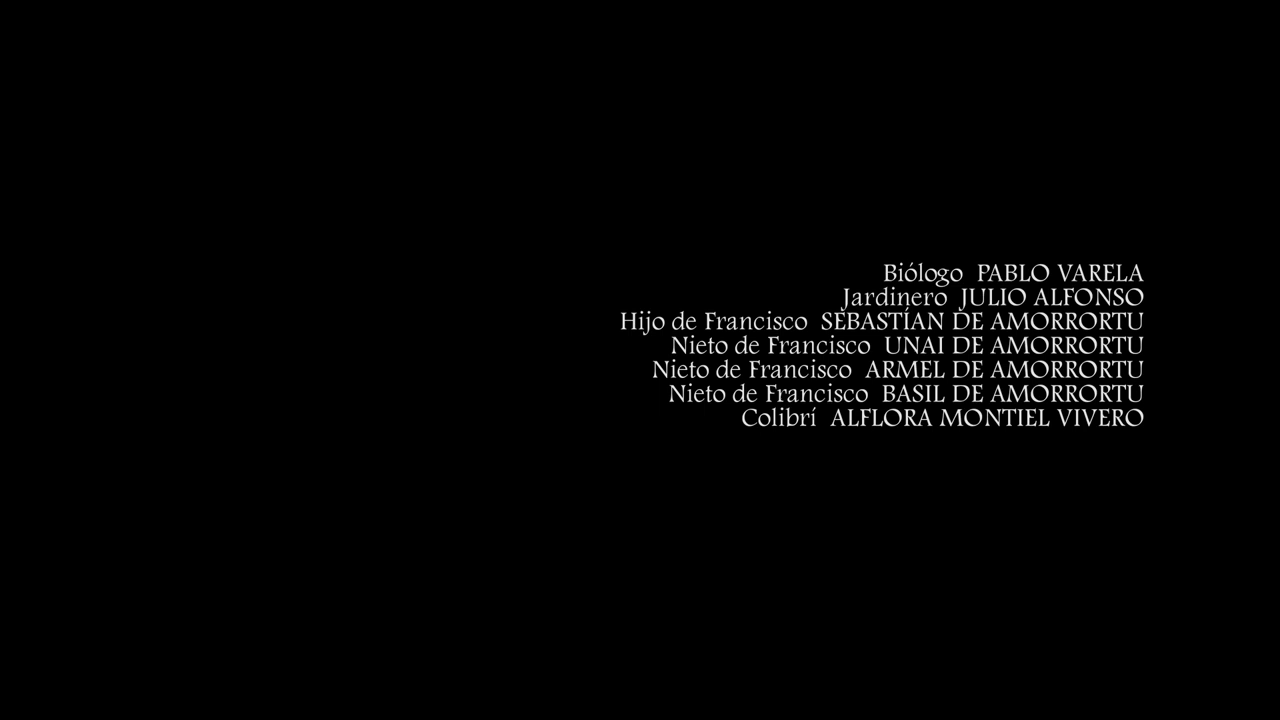 Biólogo PABLO VARELA
Jardinero JULIO ALFONSO
Hijo de Francisco SEBASTÍAN DE AMORRORTU
Nieto de Francisco UNAI DE AMORRORTU
Nieto de Francisco ARMEL DE AMORRORTU
Nieto de Francisco BASIL DE AMORRORTU
Colibrí ALFLORA MONTIEL VIVERO